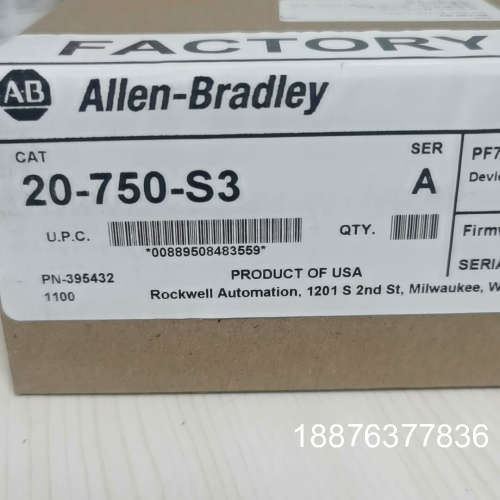 FACTORY
AB Allen-Bradley
CAT
20-750-S3
SER
A
PF7
Devic
U.P.C.
*00889508483559*
QTY.
Firmw
SERIA
PN-395432
1100
PRODUCT OF USA
Rockwell Automation, 1201 S 2nd St, Milwaukee, W
18876377836